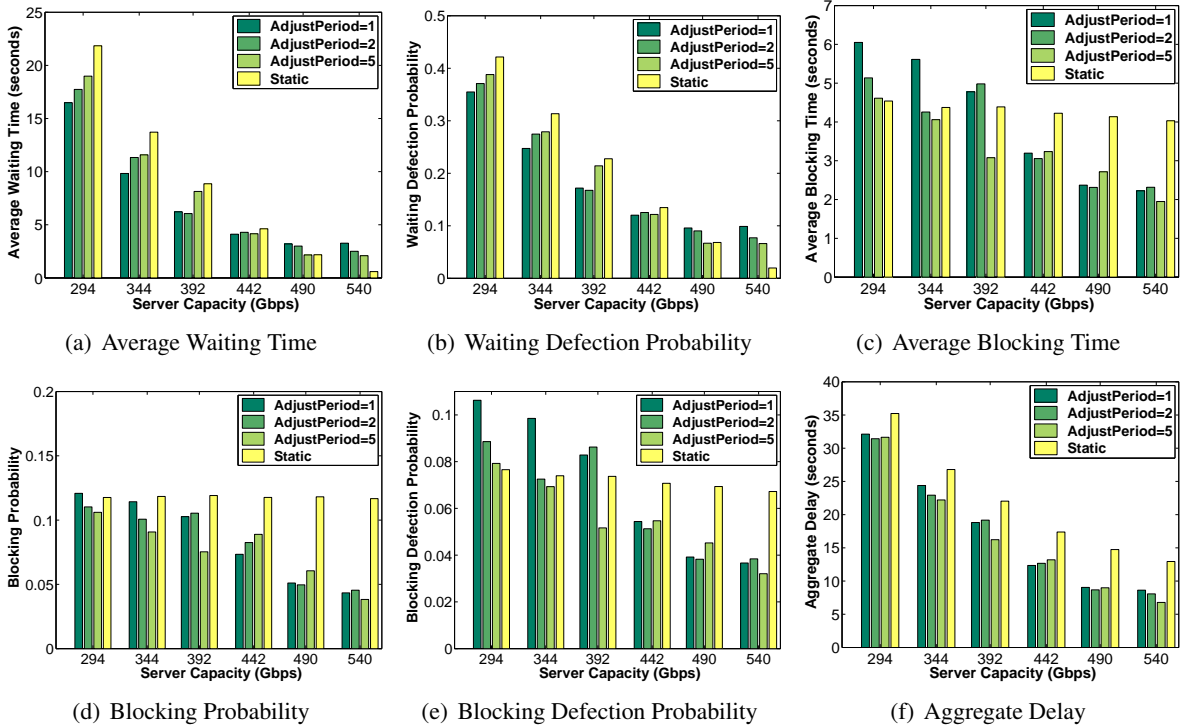 25
20
15
10
5
0
Average Waiting Time (seconds)
AdjustPeriod=1
AdjustPeriod=2
AdjustPeriod=5
Static
294 344 392 442 490 540
Server Capacity (Gbps)
(a) Average Waiting Time
0.5
0.4
0.3
0.2
0.1
0.0
Waiting Defection Probability
AdjustPeriod=1
AdjustPeriod=2
AdjustPeriod=5
Static
294 344 392 442 490 540
Server Capacity (Gbps)
(b) Waiting Defection Probability
7
6
5
4
3
2
1
0
Average Blocking Time (seconds)
AdjustPeriod=1
AdjustPeriod=2
AdjustPeriod=5
Static
294 344 392 442 490 540
Server Capacity (Gbps)
(c) Average Blocking Time
0.2
0.15
0.1
0.05
0
Blocking Probability
AdjustPeriod=1
AdjustPeriod=2
AdjustPeriod=5
Static
294 344 392 442 490 540
Server Capacity (Gbps)
(d) Blocking Probability
0.1
0.08
0.06
0.04
0.02
0
Blocking Defection Probability
AdjustPeriod=1
AdjustPeriod=2
AdjustPeriod=5
Static
294 344 392 442 490 540
Server Capacity (Gbps)
(e) Blocking Defection Probability
40
35
30
25
20
15
10
5
0
Aggregate Delay (seconds)
AdjustPeriod=1
AdjustPeriod=2
AdjustPeriod=5
Static
294 344 392 442 490 540
Server Capacity (Gbps)
(f) Aggregate Delay